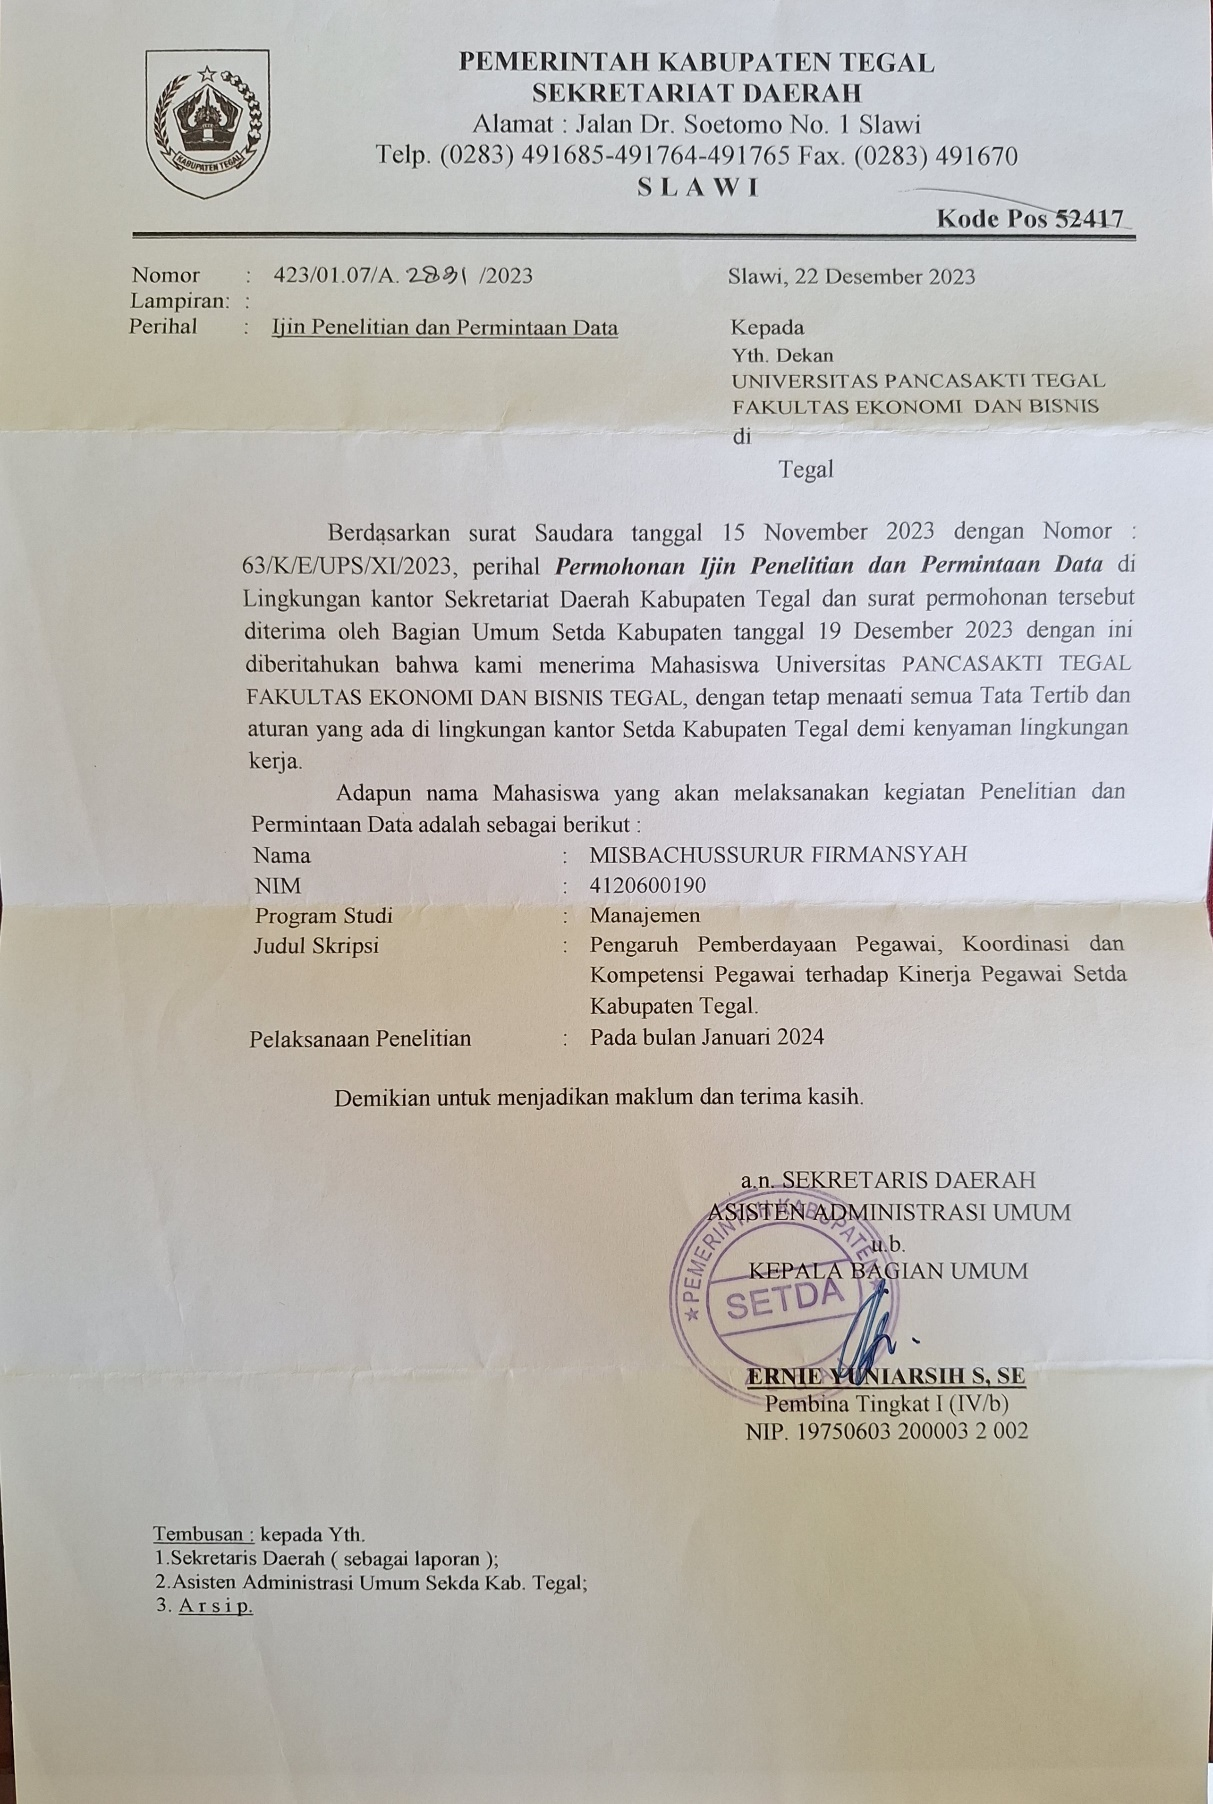 PEMERINTAH KABUPATEN TEGAL
SEKRETARIAT DAERAH
Alamat : Jalan Dr. Soetomo No. 1 Slawi
Telp. (0283) 491685-491764-491765 Fax. (0283) 491670
S L A W I
Kode Pos 52417
KABUPATEN TEGAL
Nomor : 423/01.07/A. 2831 /2023
Slawi, 22 Desember 2023
Lampiran: :
Perihal : Ijin Penelitian dan Permintaan Data
Kepada
Yth. Dekan
UNIVERSITAS PANCASAKTI TEGAL
FAKULTAS EKONOMI DAN BISNIS
di
Tegal
Berdasarkan surat Saudara tanggal 15 November 2023 dengan Nomor :
63/K/E/UPS/XI/2023, perihal Permohonan Ijin Penelitian dan Permintaan Data di
Lingkungan kantor Sekretariat Daerah Kabupaten Tegal dan surat permohonan tersebut
diterima oleh Bagian Umum Setda Kabupaten tanggal 19 Desember 2023 dengan ini
diberitahukan bahwa kami menerima Mahasiswa Universitas PANCASAKTI TEGAL
FAKULTAS EKONOMI DAN BISNIS TEGAL, dengan tetap menaati semua Tata Tertib dan
aturan yang ada di lingkungan kantor Setda Kabupaten Tegal demi kenyaman lingkungan
kerja.
Adapun nama Mahasiswa yang akan melaksanakan kegiatan Penelitian dan
Permintaan Data adalah sebagai berikut :
Nama : MISBACHUSSURUR FIRMANSYAH
NIM : 4120600190
Program Studi : Manajemen
Judul Skripsi : Pengaruh Pemberdayaan Pegawai, Koordinasi dan
Kompetensi Pegawai terhadap Kinerja Pegawai Setda
Kabupaten Tegal.
Pelaksanaan Penelitian : Pada bulan Januari 2024
Demikian untuk menjadikan maklum dan terima kasih.
a.n. SEKRETARIS DAERAH
ASISTEN ADMINISTRASI UMUM
u.b.
KEPALA BAGIAN UMUM
PEMERINTAH KABUPATEN
SETDA
ERNIE YUNIARSIH S, SE
Pembina Tingkat I (IV/b)
NIP. 19750603 200003 2 002
Tembusan : kepada Yth.
1.Sekretaris Daerah ( sebagai laporan );
2.Asisten Administrasi Umum Sekda Kab. Tegal;
3. A r s i p.